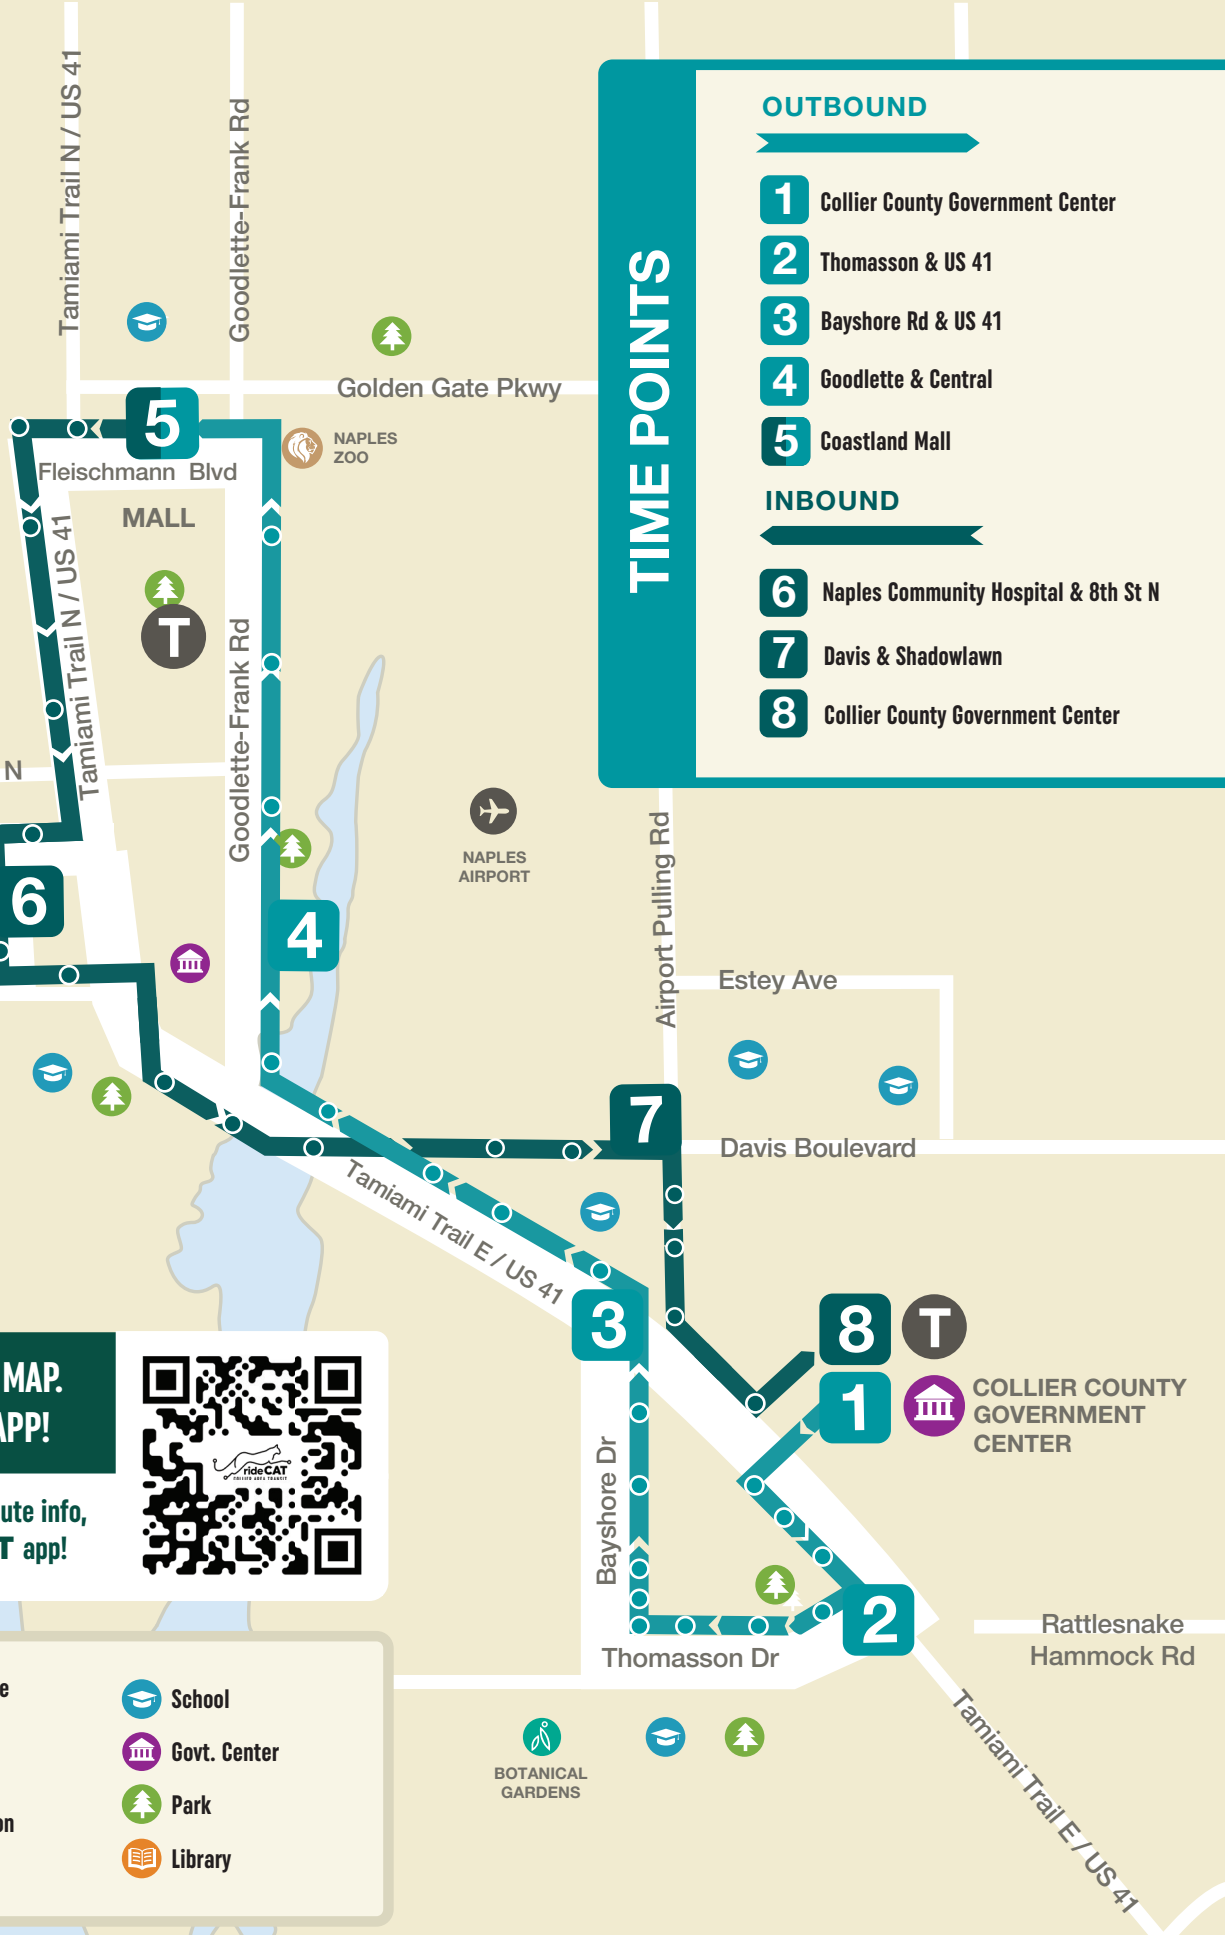 Tamiami Trail N / US 41
Goodlette-Frank Rd
Golden Gate Pkwy
5
NAPLES
ZOO
Fleischmann Blvd
MALL
Tamiami Trail N / US 41
T
Goodlette-Frank Rd
N
6
4
NAPLES
AIRPORT
TIME POINTS
OUTBOUND
1 Collier County Government Center
2 Thomasson & US 41
3 Bayshore Rd & US 41
4 Goodlette & Central
5 Coastland Mall
INBOUND
6 Naples Community Hospital & 8th St N
7 Davis & Shadowlawn
8 Collier County Government Center
Airport Pulling Rd
Estey Ave
7
Davis Boulevard
Tamiami Trail E / US 41
3
8 T
1
COLLIER COUNTY
GOVERNMENT
CENTER
Bayshore Dr
2
Thomasson Dr
Rattlesnake
Hammock Rd
Tamiami Trail E / US 41
BOTANICAL
GARDENS
MAP.
APP!
ute info,
T app!
rideCAT
COLLIER AREA TRANSIT
e
on
School
Govt. Center
Park
Library